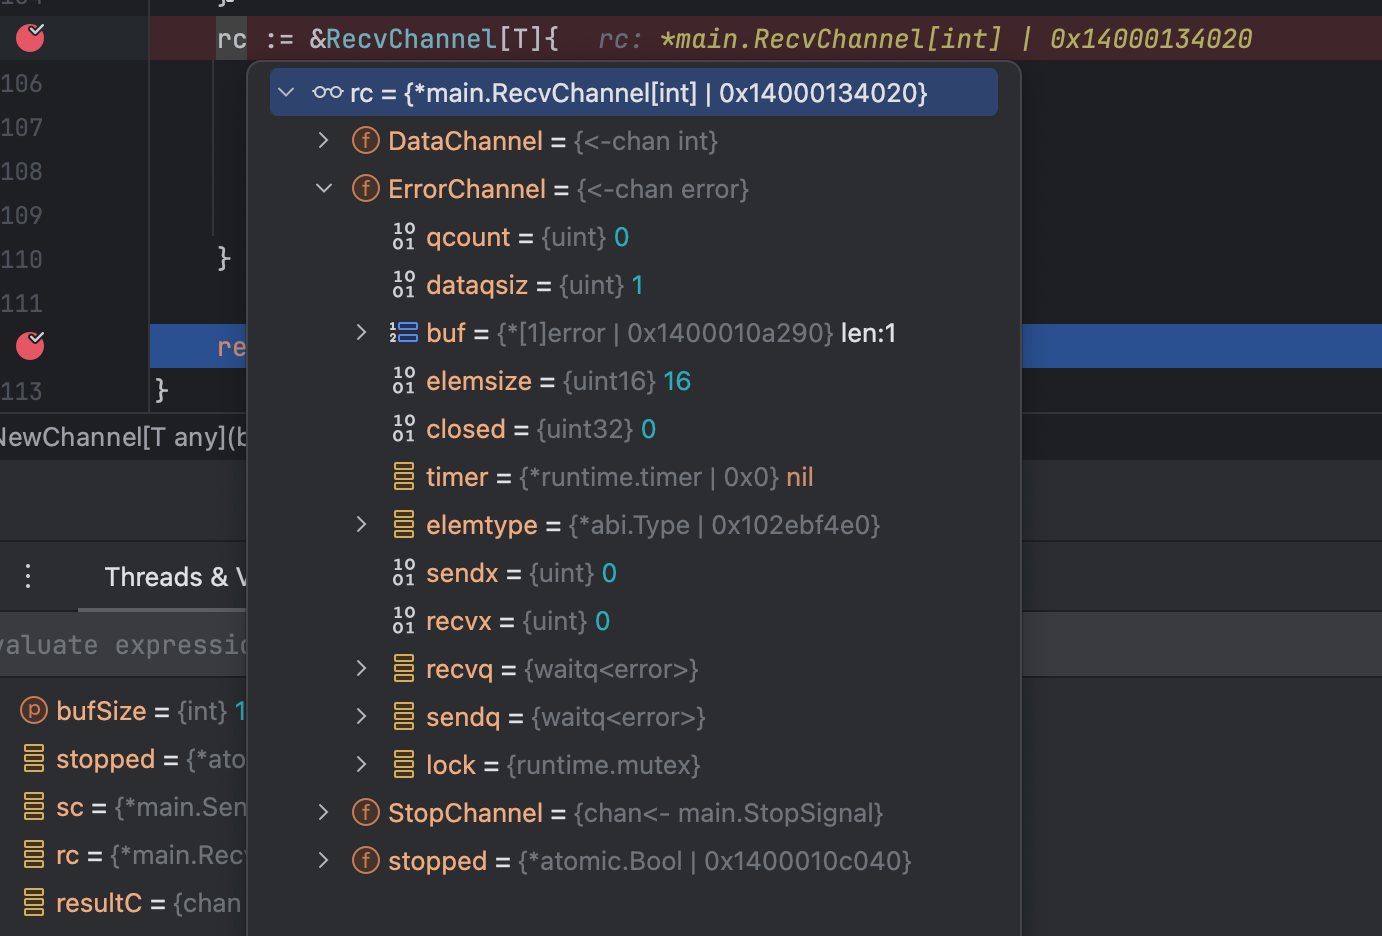 rc := &RecvChannel[T]{ rc: *main.RecvChannel[int] | 0x14000134020
rc = {*main.RecvChannel[int] | 0x14000134020}
106
107
108
109
110 }
111
re
113 }
DataChannel = {<-chan int}
ErrorChannel = {<-chan error}
qcount = {uint} 0
dataqsiz = {uint} 1
buf = {*[1]error | 0x1400010a290} len:1
elemsize = {uint16} 16
closed = {uint32} 0
timer = {*runtime.timer | 0x0} nil
elemtype = {*abi.Type | 0x102ebf4e0}
sendx = {uint} 0
recvx = {uint} 0
recvq = {waitq<error>}
sendq = {waitq<error>}
lock = {runtime.mutex}
StopChannel = {chan<- main.StopSignal}
stopped = {*atomic.Bool | 0x1400010c040}
NewChannel[T any](b
Threads & V
valuate expressio
bufSize = {int} 1
stopped = {*ato
sc = {*main.Sen
rc = {*main.Rec
resultC = {chan